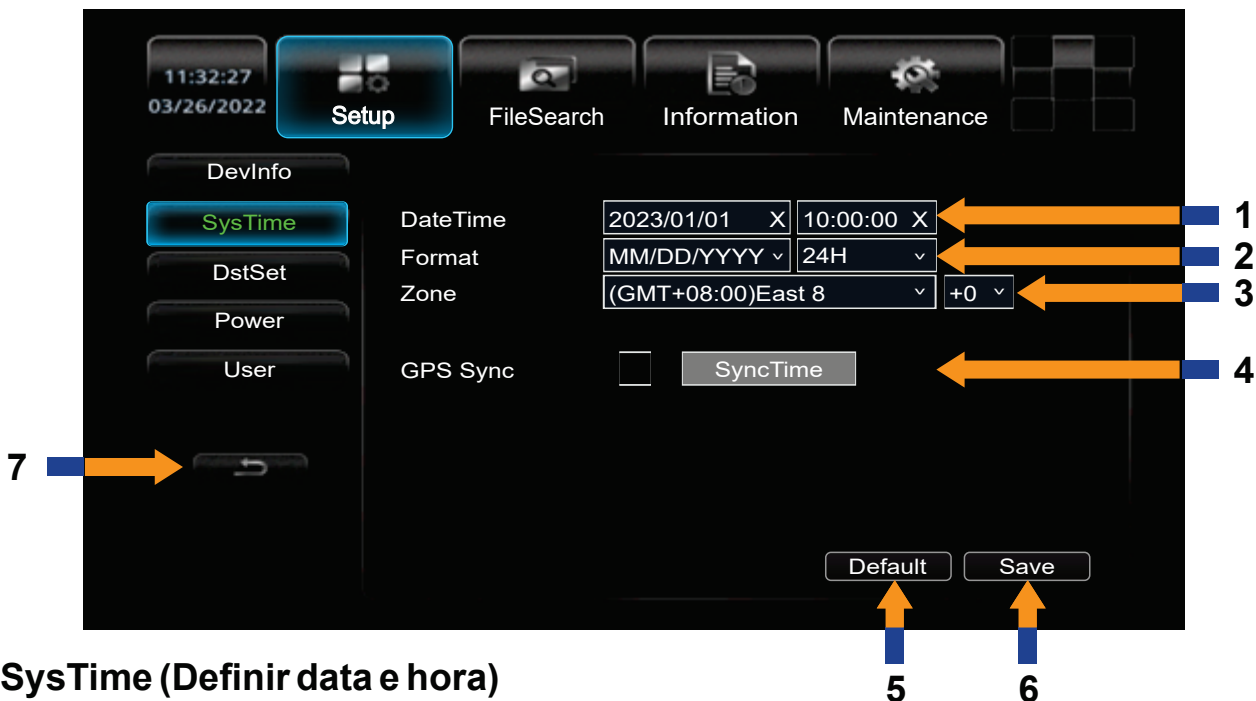 11:32:27
03/26/2022
Setup
FileSearch
Information
Maintenance
DevInfo
SysTime
DstSet
Power
User
DateTime 2023/01/01 X 10:00:00 X 1
Format MM/DD/YYYY 24H 2
Zone (GMT+08:00)East 8 +0 3
GPS Sync SyncTime 4
7
Default Save
SysTime (Definir data e hora)
5 6